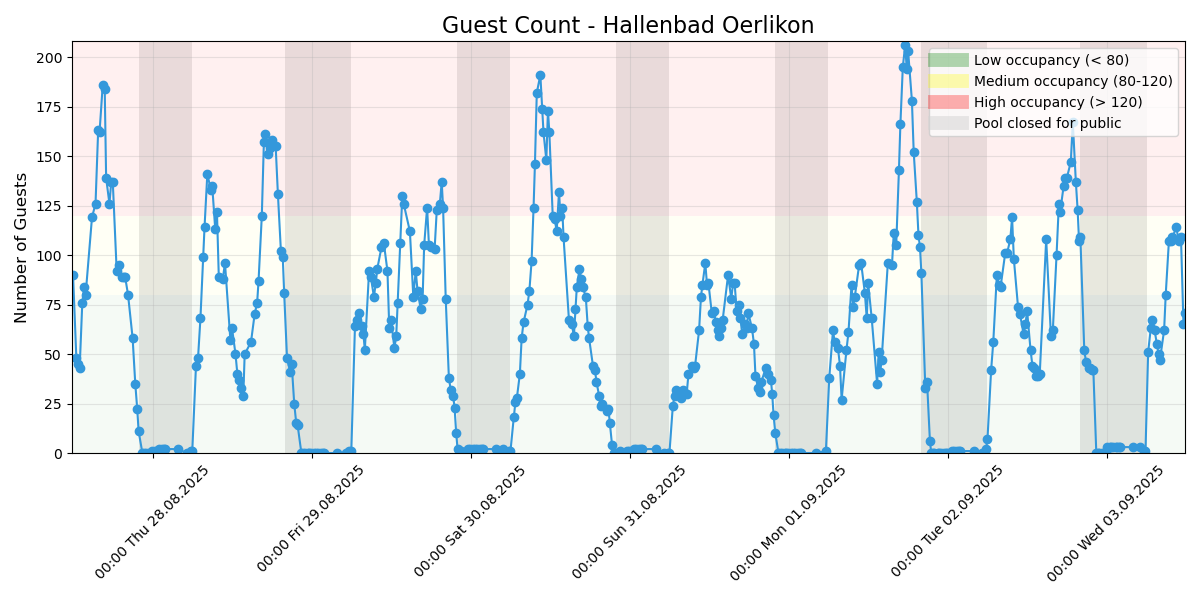 Guest Count - Hallenbad Oerlikon
Number of Guests
200
175
150
125
100
75
50
25
0
Low occupancy (< 80)
Medium occupancy (80-120)
High occupancy (> 120)
Pool closed for public
00:00 Thu 28.08.2025
00:00 Fri 29.08.2025
00:00 Sat 30.08.2025
00:00 Sun 31.08.2025
00:00 Mon 01.09.2025
00:00 Tue 02.09.2025
00:00 Wed 03.09.2025